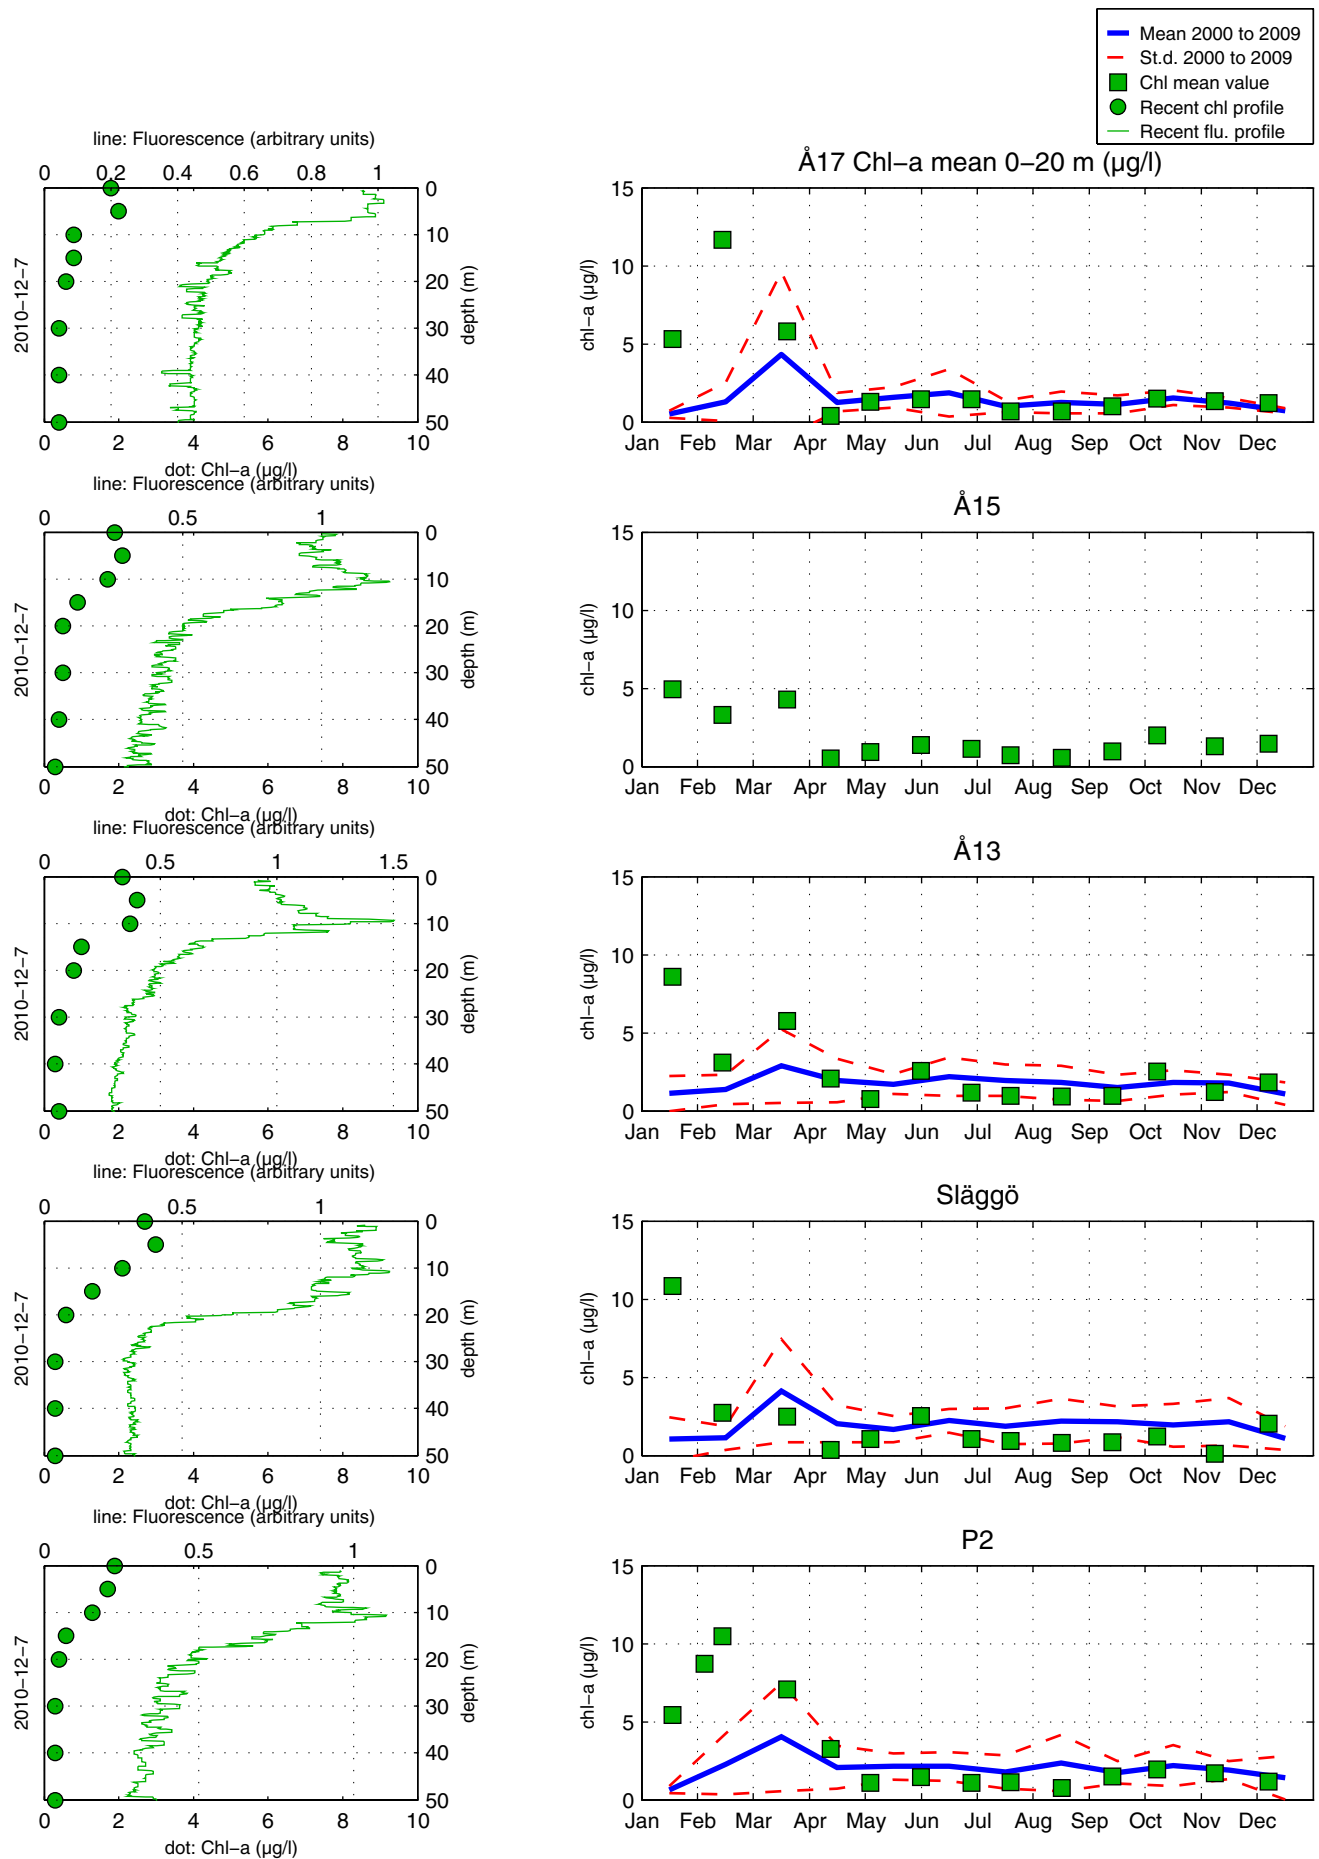 Mean 2000 to 2009
St.d. 2000 to 2009
Chl mean value
Recent chl profile
Recent flu. profile
line: Fluorescence (arbitrary units)
0 0.2 0.4 0.6 0.8 1
2010−12−7
0
10
20
30
40
50
depth (m)
0 2 4 6 8 10
dot: Chl−a (µg/l)
Å17 Chl−a mean 0−20 m (µg/l)
15
10
5
0
chl−a (µg/l)
Jan Feb Mar Apr May Jun Jul Aug Sep Oct Nov Dec
line: Fluorescence (arbitrary units)
0 0.5 1
2010−12−7
0
10
20
30
40
50
depth (m)
0 2 4 6 8 10
dot: Chl−a (µg/l)
Å15
15
10
5
0
chl−a (µg/l)
Jan Feb Mar Apr May Jun Jul Aug Sep Oct Nov Dec
line: Fluorescence (arbitrary units)
0 0.5 1 1.5
2010−12−7
0
10
20
30
40
50
depth (m)
0 2 4 6 8 10
dot: Chl−a (µg/l)
Å13
15
10
5
0
chl−a (µg/l)
Jan Feb Mar Apr May Jun Jul Aug Sep Oct Nov Dec
line: Fluorescence (arbitrary units)
0 0.5 1
2010−12−7
0
10
20
30
40
50
depth (m)
0 2 4 6 8 10
dot: Chl−a (µg/l)
Släggö
15
10
5
0
chl−a (µg/l)
Jan Feb Mar Apr May Jun Jul Aug Sep Oct Nov Dec
line: Fluorescence (arbitrary units)
0 0.5 1
2010−12−7
0
10
20
30
40
50
depth (m)
0 2 4 6 8 10
dot: Chl−a (µg/l)
P2
15
10
5
0
chl−a (µg/l)
Jan Feb Mar Apr May Jun Jul Aug Sep Oct Nov Dec